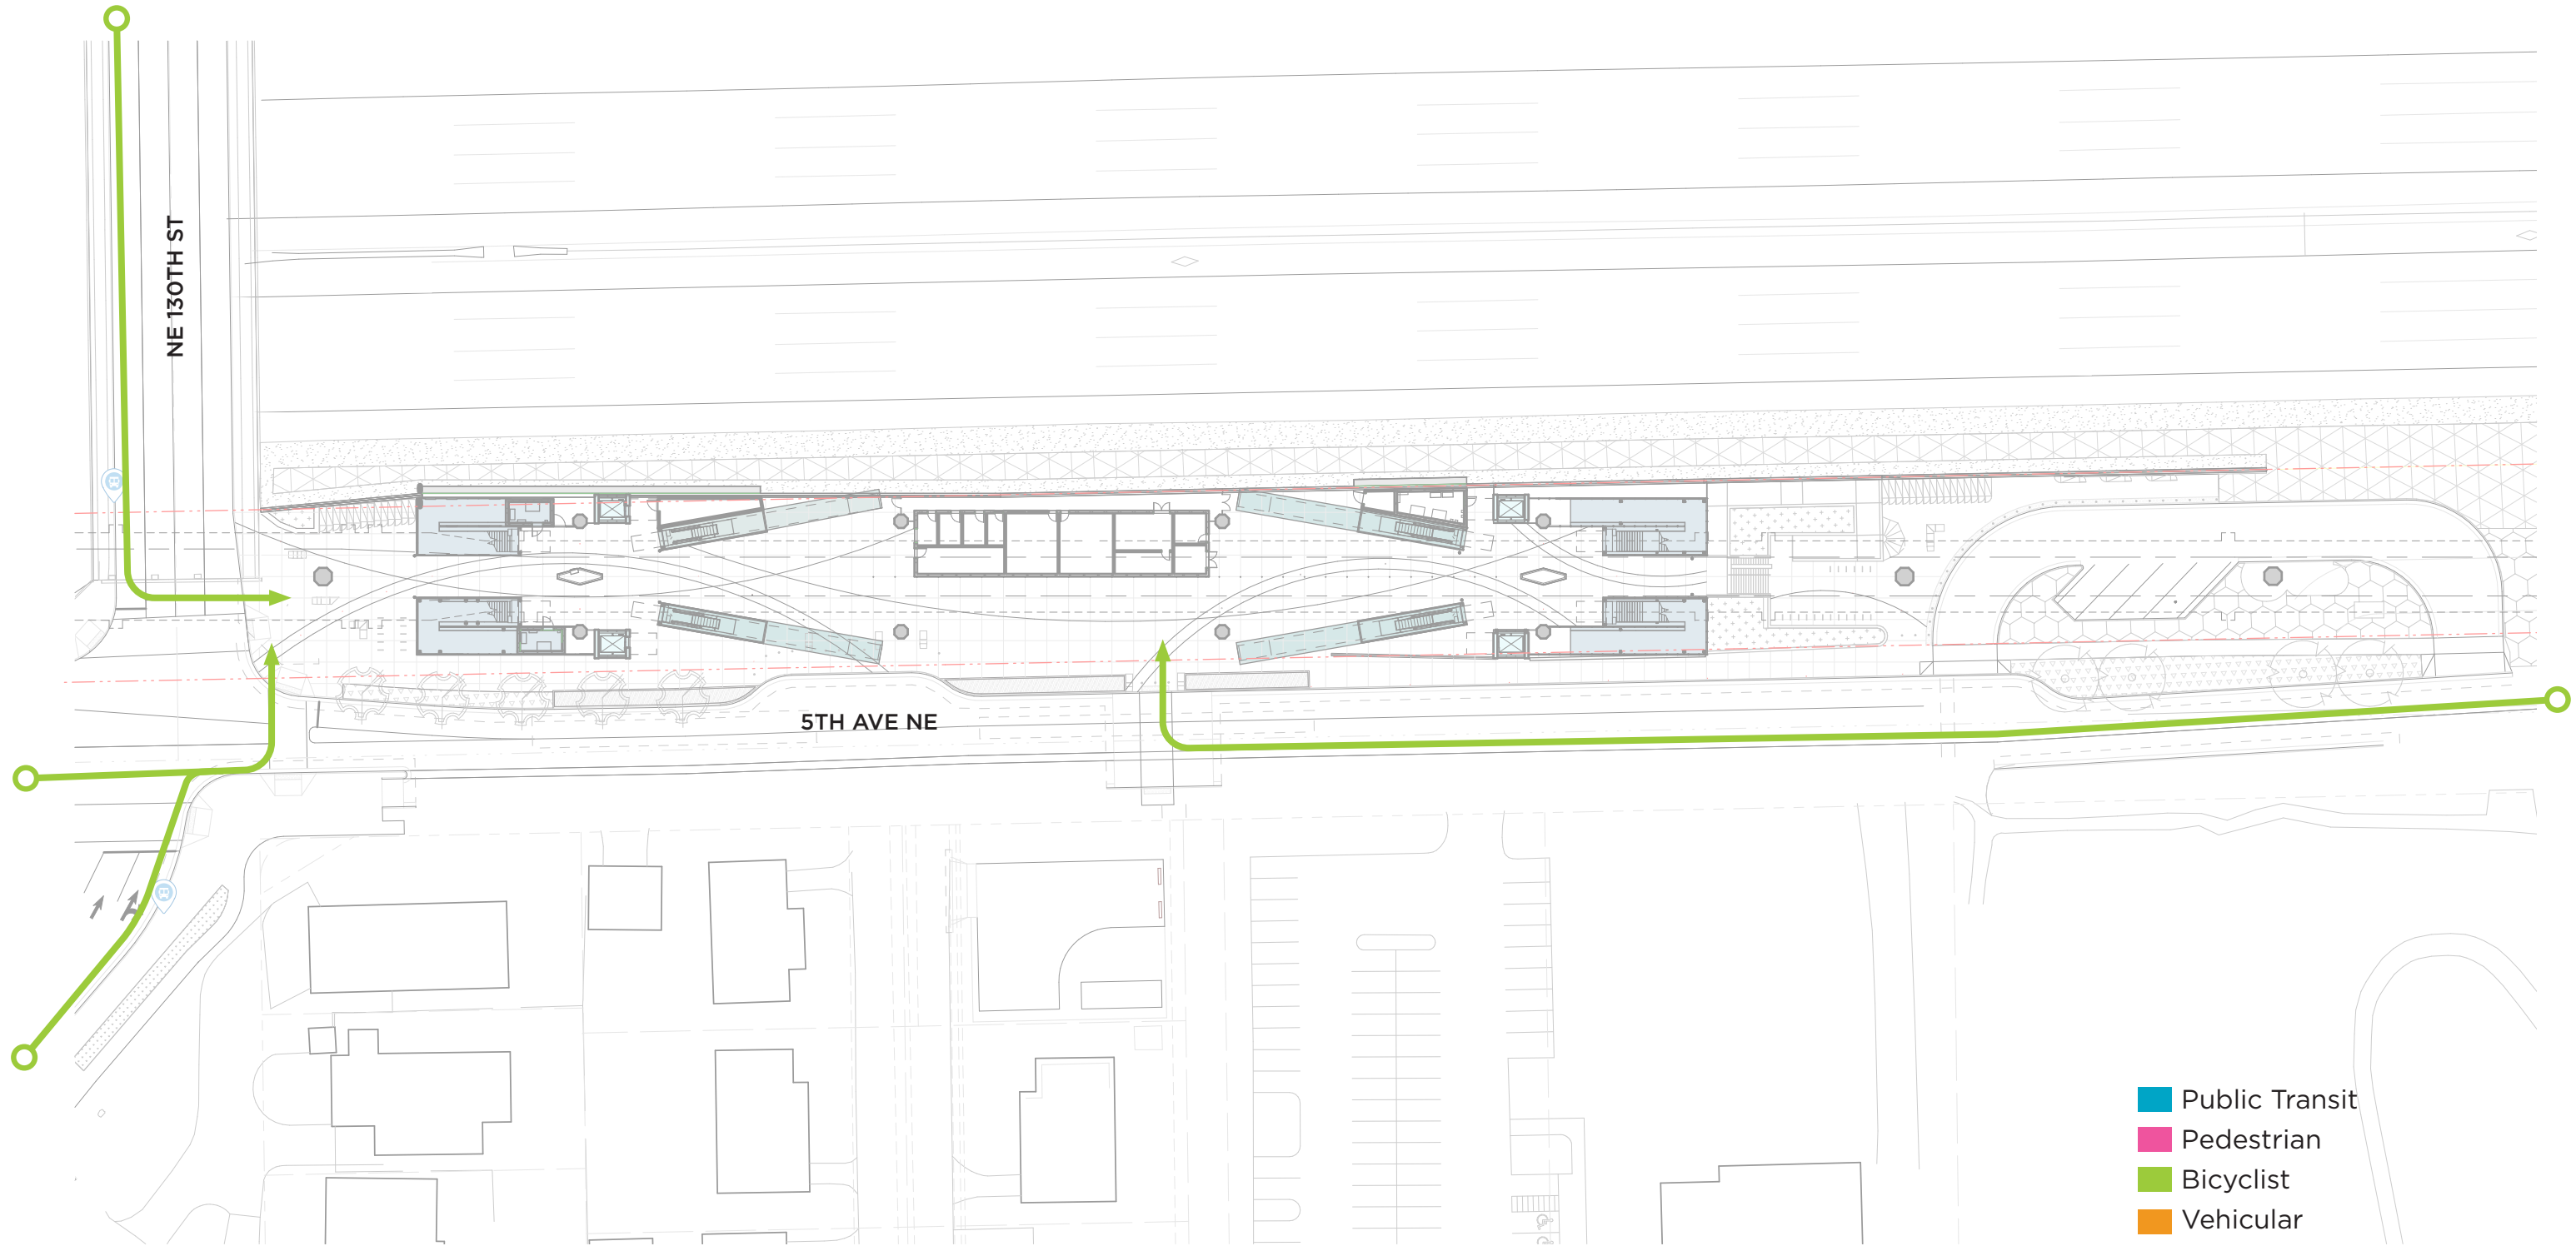 NE 130TH ST
5TH AVE NE
Public Transit
Pedestrian
Bicyclist
Vehicular